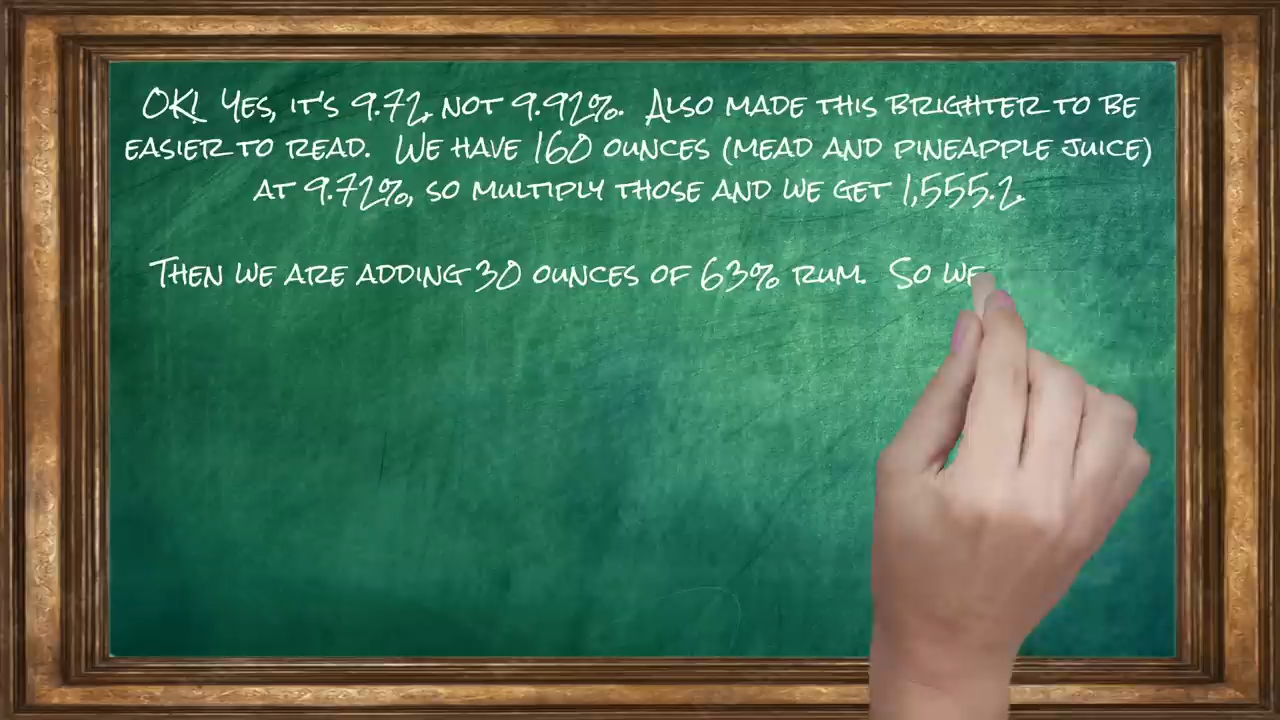 OK! Yes, it's 9.72, not 9.92%. Also made this brighter to be
easier to read. We have 160 ounces (mead and pineapple juice)
at 9.72%, so multiply those and we get 1,555.2.
Then we are adding 30 ounces of 63% rum. So we